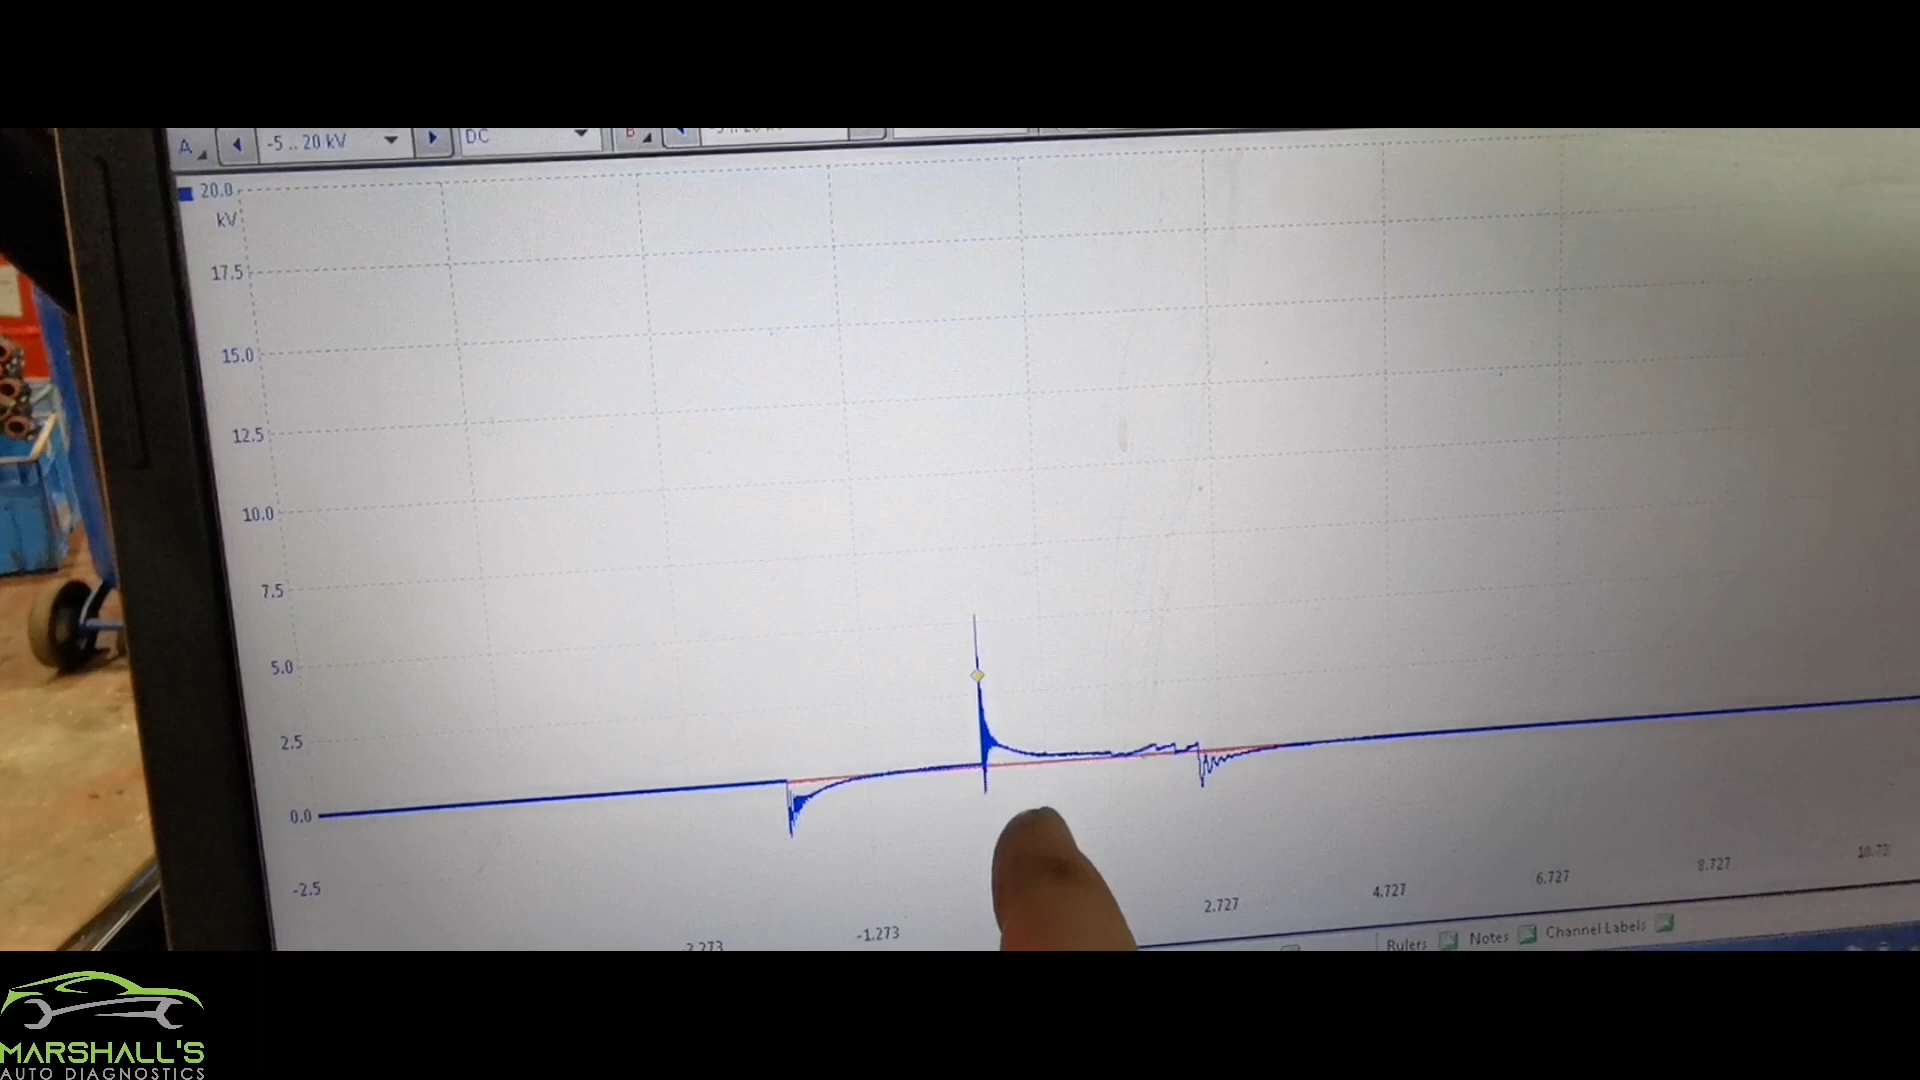 A -5 .. 20 kV DC B
20.0
kV
17.5
15.0
12.5
10.0
7.5
5.0
2.5
0.0
-2.5
-1.273 2.727 4.727 6.727 8.727
Rulers Notes Channel Labels
MARSHALL'S
AUTO DIAGNOSTICS